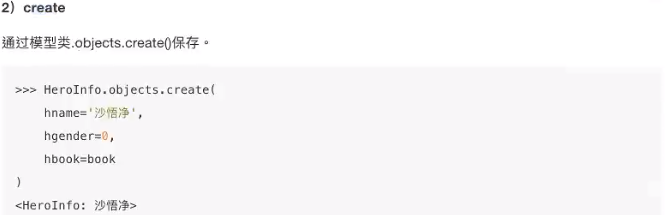 2）create
通过模型类.objects.create()保存。
>>> HeroInfo.objects.create(
    hname='沙悟净',
    hgender=0,
    hbook=book
)
<HeroInfo: 沙悟净>